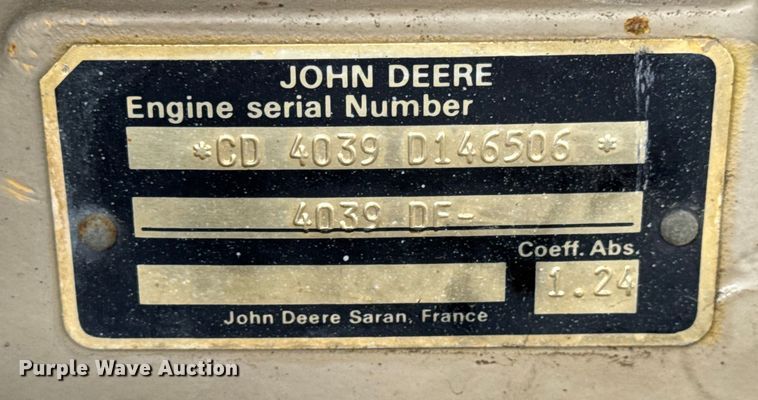 JOHN DEERE
Engine serial Number
*CD 4039 D146506 *
4039 DF-
Coeff. Abs.
1.24
John Deere Saran, France
Purple Wave Auction